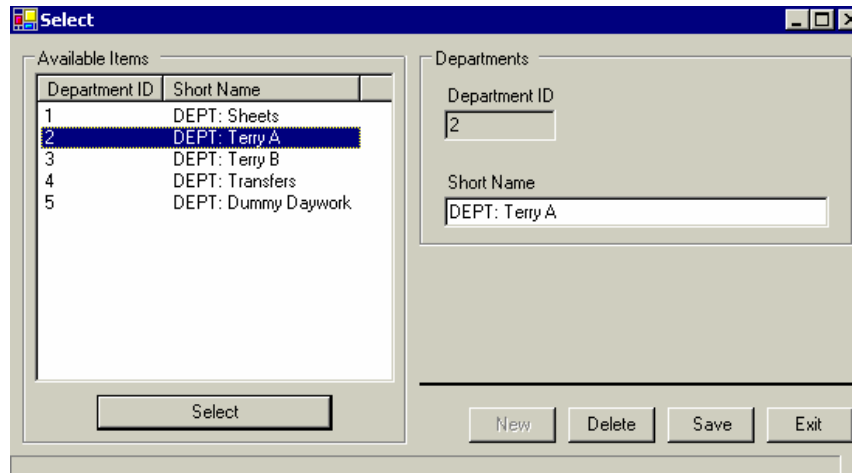 Select
Available Items
Department ID Short Name
1 DEPT: Sheets
2 DEPT: Terry A
3 DEPT: Terry B
4 DEPT: Transfers
5 DEPT: Dummy Daywork
Select
Departments
Department ID
2
Short Name
DEPT: Terry A
New Delete Save Exit